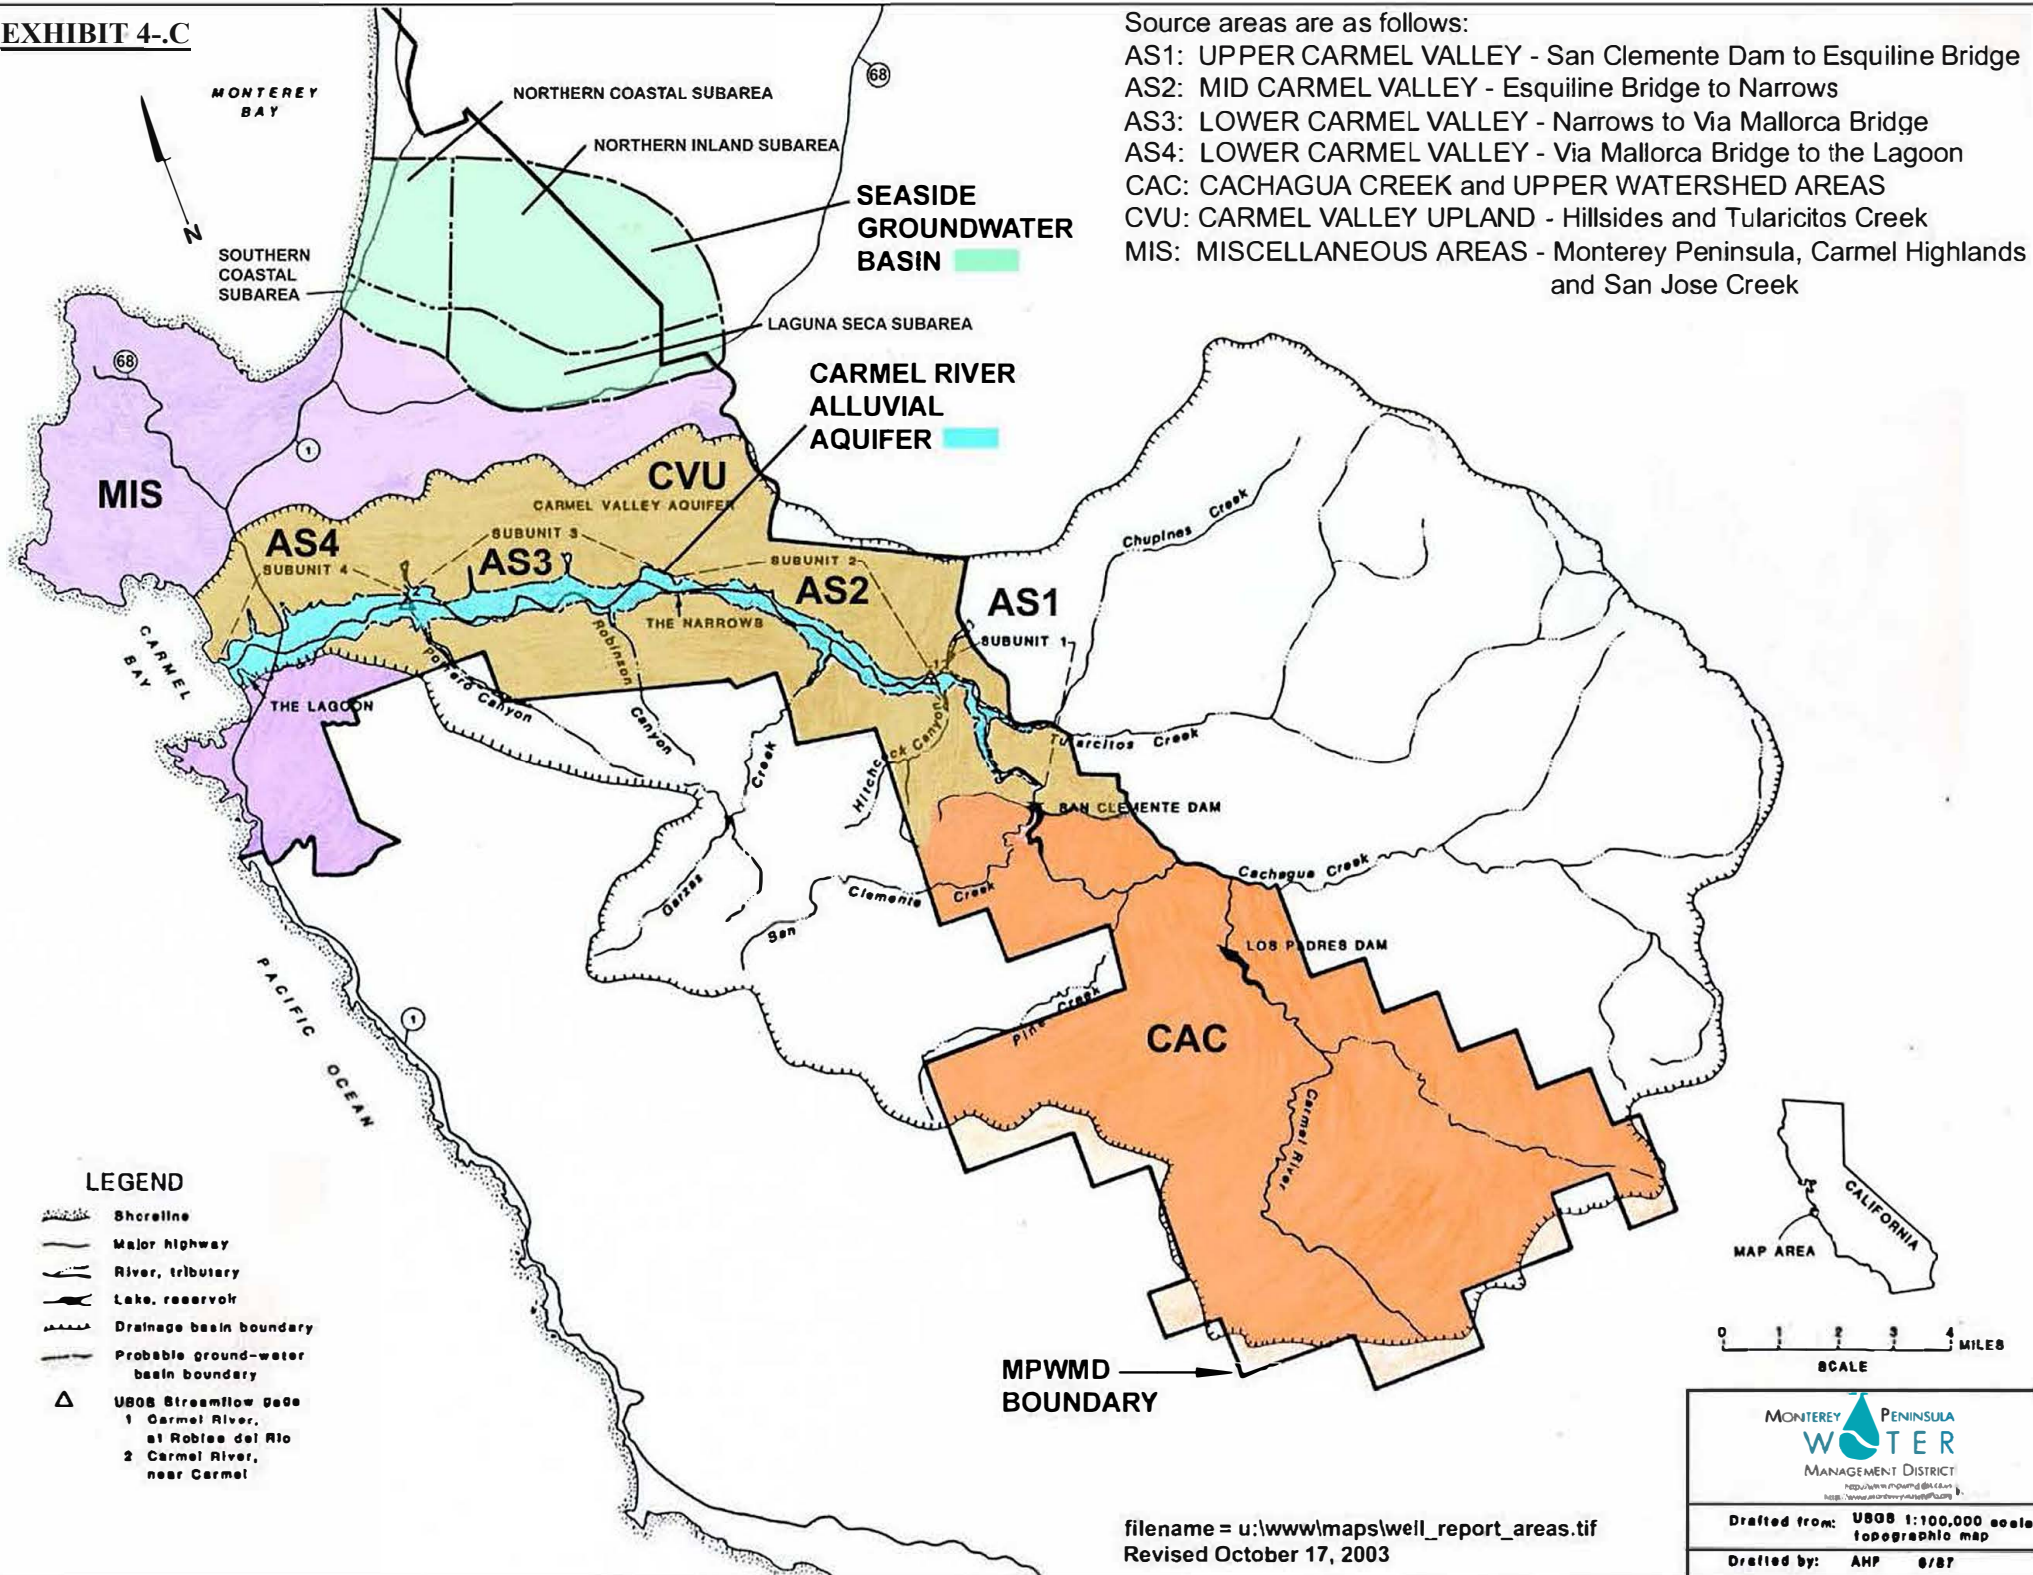 EXHIBIT 4-.C
Source areas are as follows:
AS1: UPPER CARMEL VALLEY - San Clemente Dam to Esquiline Bridge
AS2: MID CARMEL VALLEY - Esquiline Bridge to Narrows
AS3: LOWER CARMEL VALLEY - Narrows to Via Mallorca Bridge
AS4: LOWER CARMEL VALLEY - Via Mallorca Bridge to the Lagoon
CAC: CACHAGUA CREEK and UPPER WATERSHED AREAS
CVU: CARMEL VALLEY UPLAND - Hillsides and Tularicitos Creek
MIS: MISCELLANEOUS AREAS - Monterey Peninsula, Carmel Highlands
and San Jose Creek
MONTEREY
BAY
N
68
NORTHERN COASTAL SUBAREA
NORTHERN INLAND SUBAREA
SEASIDE
GROUNDWATER
BASIN
SOUTHERN
COASTAL
SUBAREA
LAGUNA SECA SUBAREA
68
CARMEL RIVER
ALLUVIAL
AQUIFER
1
MIS
CVU
CARMEL VALLEY AQUIFER
AS4
SUBUNIT 4
SUBUNIT 3
AS3
SUBUNIT 2
AS2
AS1
SUBUNIT 1
2
1
THE NARROWS
Chupines Creek
CARMEL
BAY
THE LAGOON
Potrero Canyon
Robinson
Canyon
Creek
Garzas
Hitchcock Canyon
Tularcitos Creek
SAN CLEMENTE DAM
San
Clemente
Creek
Cachagua Creek
LOS PADRES DAM
Pine Creek
CAC
Carmel River
PACIFIC
OCEAN
1
MPWMD
BOUNDARY
LEGEND
Shoreline
Major highway
River, tributary
Lake, reservoir
Drainage basin boundary
Probable ground-water
basin boundary
USGS Streamflow gage
1 Carmel River,
at Robles del Rio
2 Carmel River,
near Carmel
CALIFORNIA
MAP AREA
0 1 2 3 4 MILES
SCALE
MONTEREY PENINSULA
WATER
MANAGEMENT DISTRICT
Drafted from: USGS 1:100,000 scale
topographic map
Drafted by: AHP 6/87
filename = u:\www\maps\well_report_areas.tif
Revised October 17, 2003